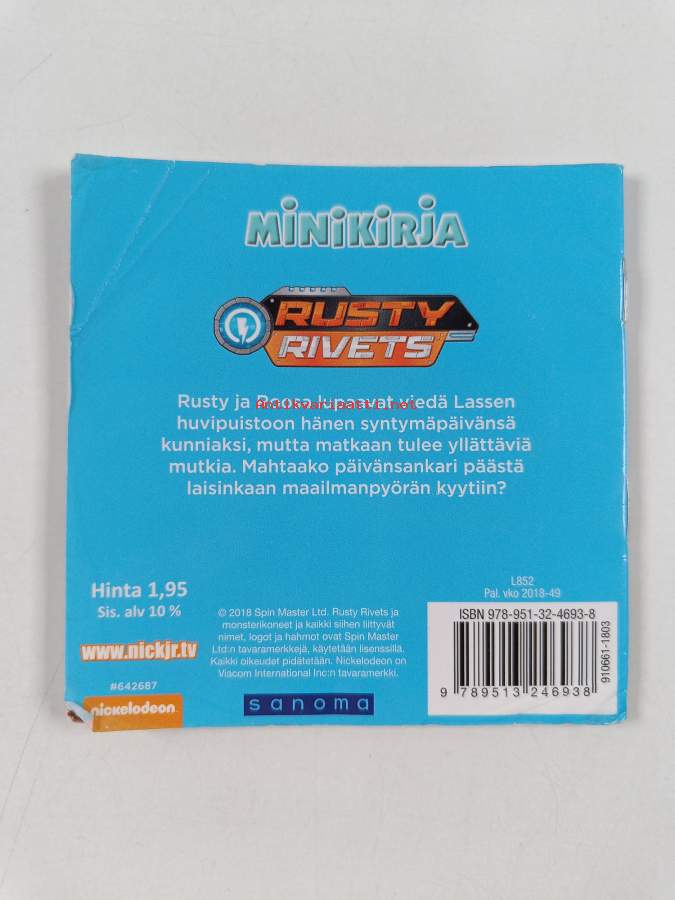 MINIKIRJA
RUSTY
RIVETS
Rusty ja Roosa lupaavat viedä Lassen
Antikvariaatti.net
huvipuistoon hänen syntymäpäivänsä
kunniaksi, mutta matkaan tulee yllättäviä
mutkia. Mahtaako päivänsankari päästä
laisinkaan maailmanpyörän kyytiin?
Hinta 1,95
Sis. alv 10 %
www.nickjr.tv
#642687
nickelodeon
© 2018 Spin Master Ltd. Rusty Rivets ja
monsterikoneet ja kaikki siihen liittyvät
nimet, logot ja hahmot ovat Spin Master
Ltd:n tavaramerkkejä, käytetään lisenssillä.
Kaikki oikeudet pidätetään. Nickelodeon on
Viacom International Inc:n tavaramerkki.
sanoma
L852
Pal. vko 2018-49
ISBN 978-951-32-4693-8
9 789513 246938
910661-1803